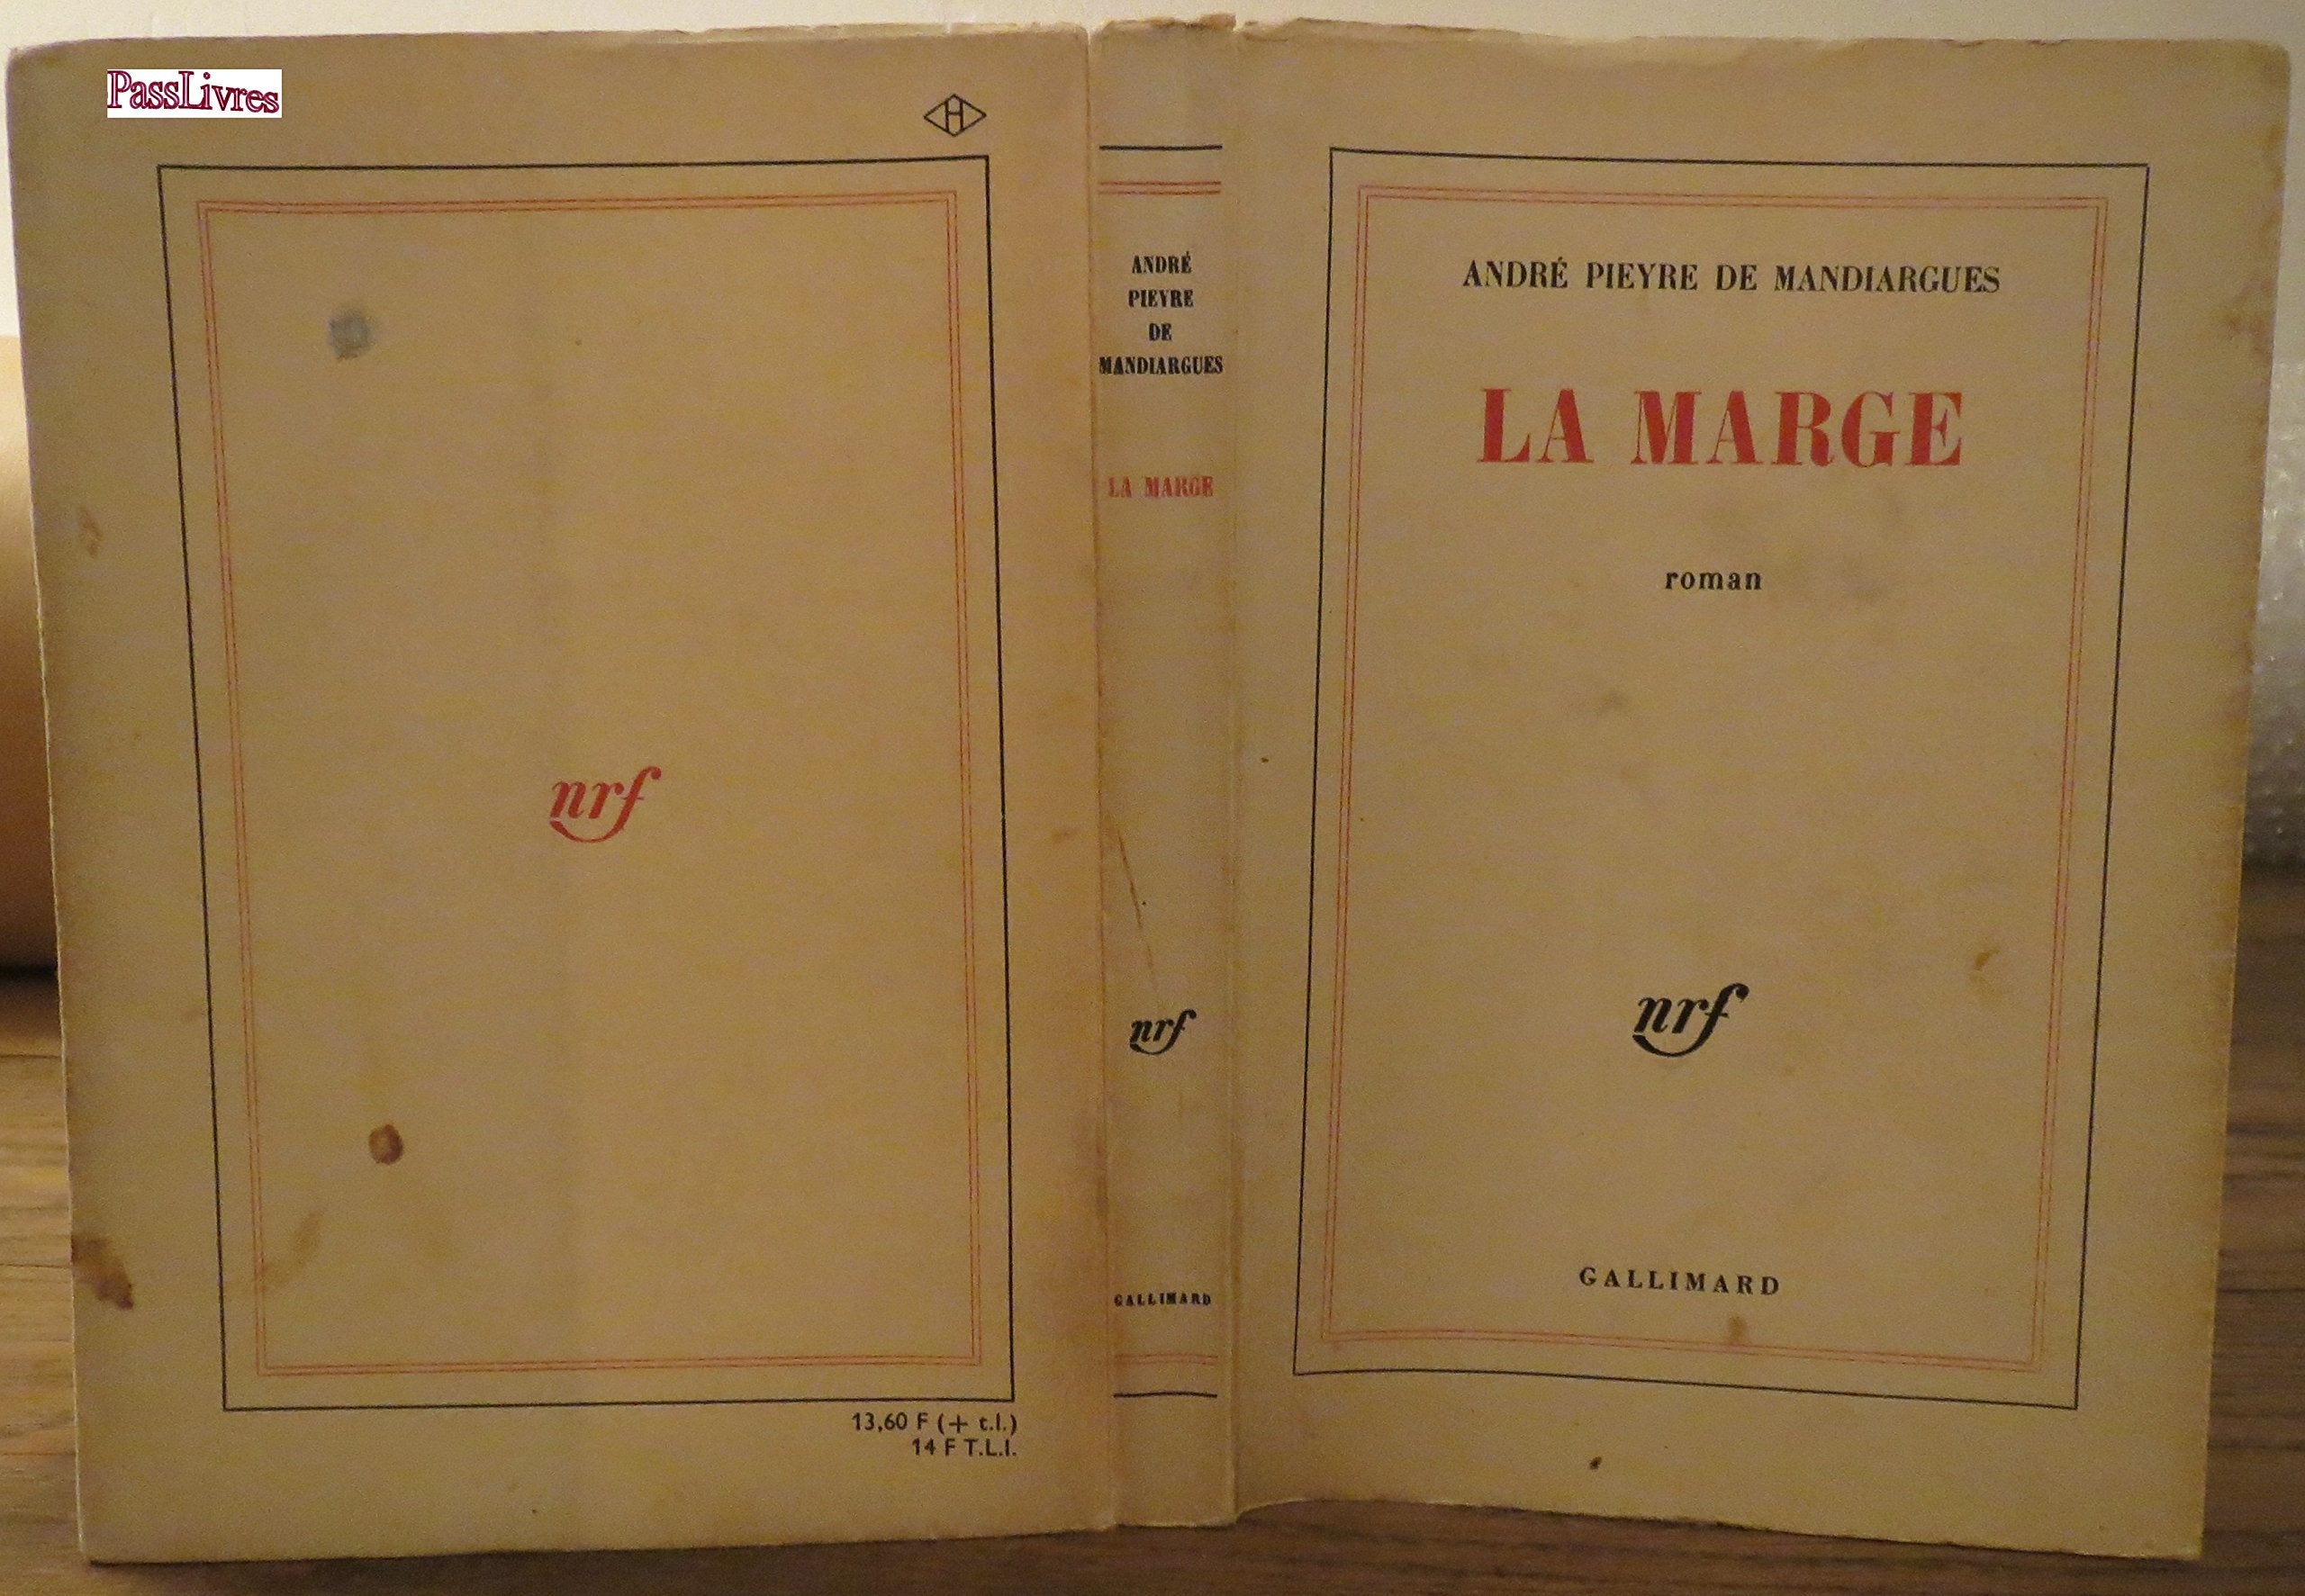 PassLivres
H
nrf
13,60 F (+ t.l.)
14 F T.L.I.
ANDRÉ
PIEYRE
DE
MANDIARGUES
LA MARGE
nrf
GALLIMARD
ANDRÉ PIEYRE DE MANDIARGUES
LA MARGE
roman
nrf
GALLIMARD